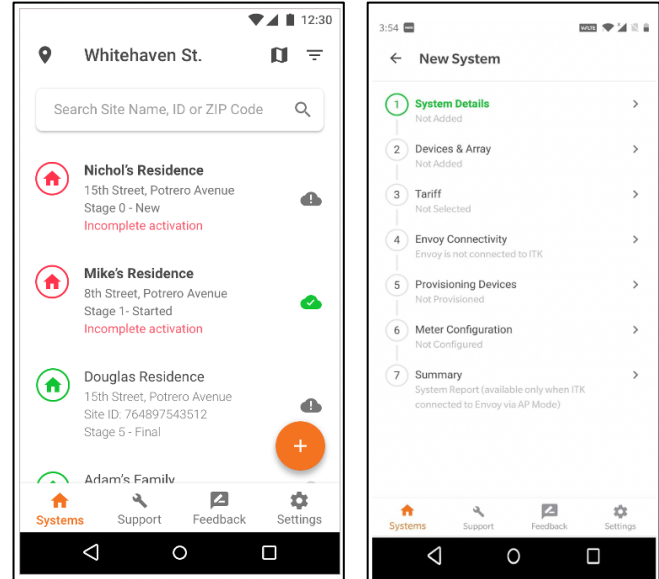 12:30
Whitehaven St.
Search Site Name, ID or ZIP Code
Nichol's Residence
15th Street, Potrero Avenue
Stage 0 - New
Incomplete activation
Mike's Residence
8th Street, Potrero Avenue
Stage 1- Started
Incomplete activation
Douglas Residence
15th Street, Potrero Avenue
Site ID: 764897543512
Stage 5 - Final
Adam's Family
Systems Support Feedback Settings
3:54
New System
1 System Details
Not Added
2 Devices & Array
Not Added
3 Tariff
Not Selected
4 Envoy Connectivity
Envoy is not connected to ITK
5 Provisioning Devices
Not Provisioned
6 Meter Configuration
Not Configured
7 Summary
System Report (available only when ITK
connected to Envoy via AP Mode)
Systems Support Feedback Settings